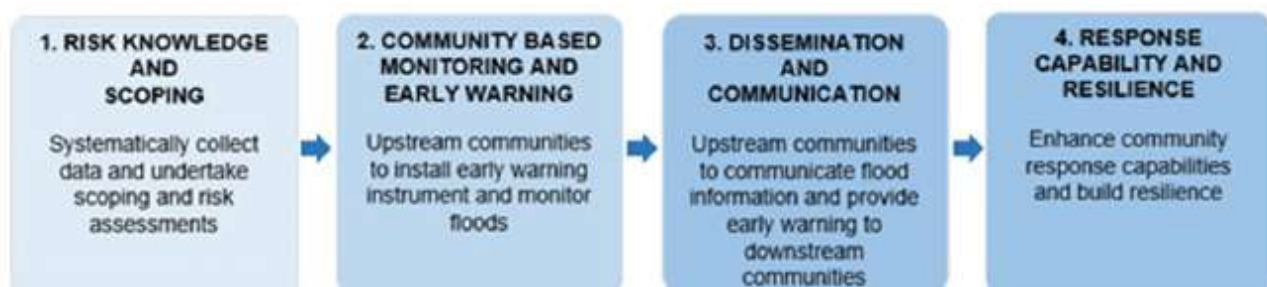 1. RISK KNOWLEDGE
AND
SCOPING
Systematically collect
data and undertake
scoping and risk
assessments
2. COMMUNITY BASED
MONITORING AND
EARLY WARNING
Upstream communities
to install early warning
instrument and monitor
floods
3. DISSEMINATION
AND
COMMUNICATION
Upstream communities
to communicate flood
information and provide
early warning to
downstream
communities
4. RESPONSE
CAPABILITY AND
RESILIENCE
Enhance community
response capabilities
and build resilience